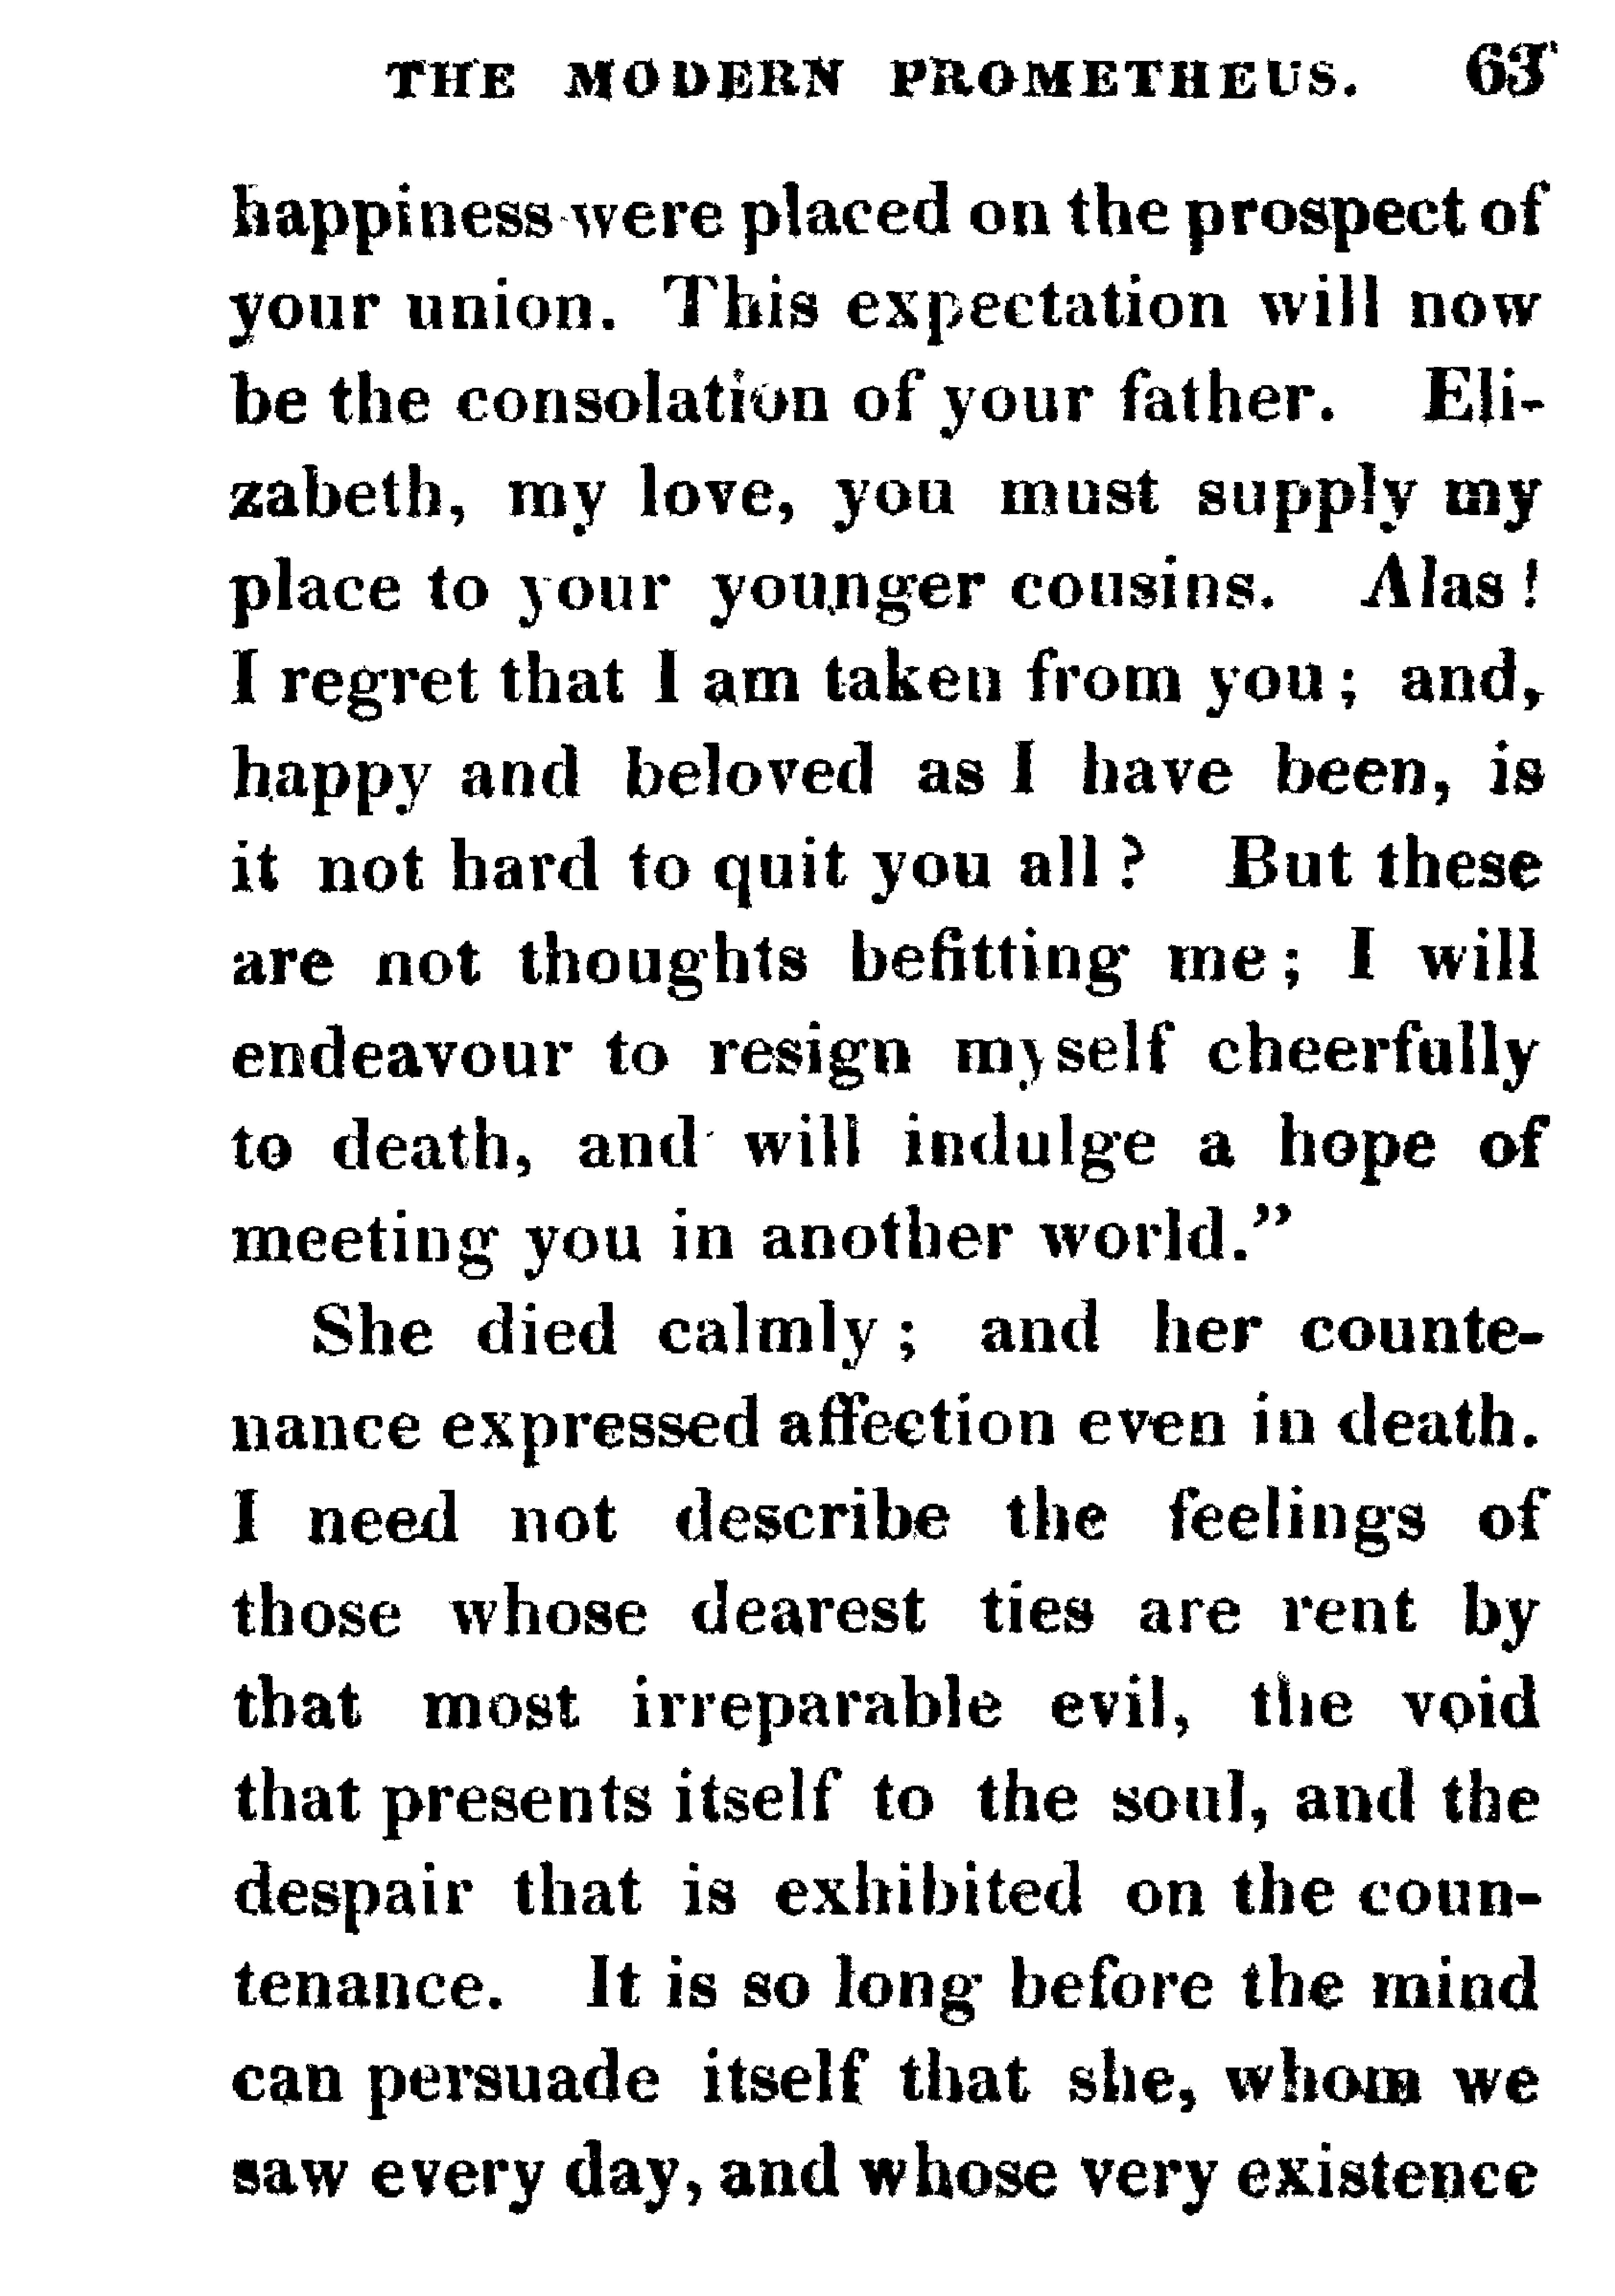 THE MODERN PROMETHEUS. 63
happiness were placed on the prospect of
your union. This expectation will now
be the consolation of your father. Eli-
zabeth, my love, you must supply my
place to your younger cousins. Alas!
I regret that I am taken from you; and,
happy and beloved as I have been, is
it not hard to quit you all? But these
are not thoughts befitting me; I will
endeavour to resign myself cheerfully
to death, and will indulge a hope of
meeting you in another world.”
She died calmly; and her counte-
nance expressed affection even in death.
I need not describe the feelings of
those whose dearest ties are rent by
that most irreparable evil, the void
that presents itself to the soul, and the
despair that is exhibited on the coun-
tenance. It is so long before the mind
can persuade itself that she, whom we
saw every day, and whose very existence